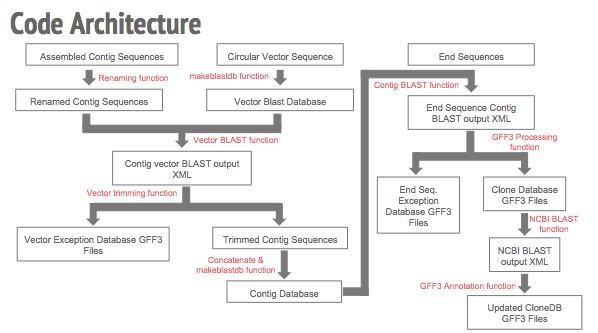 Code Architecture
Assembled Contig Sequences
Circular Vector Sequence
End Sequences
Renaming function
makeblastdb function
Contig BLAST function
Renamed Contig Sequences
Vector Blast Database
End Sequence Contig
BLAST output XML
Vector BLAST function
GFF3 Processing
function
Contig vector BLAST output
XML
Vector trimming function
End Seq.
Exception
Database GFF3
Files
Clone Database
GFF3 Files
NCBI BLAST
function
Vector Exception Database GFF3
Files
Trimmed Contig Sequences
NCBI BLAST
output XML
Concatenate &
makeblastdb function
GFF3 Annotation function
Contig Database
Updated CloneDB
GFF3 Files